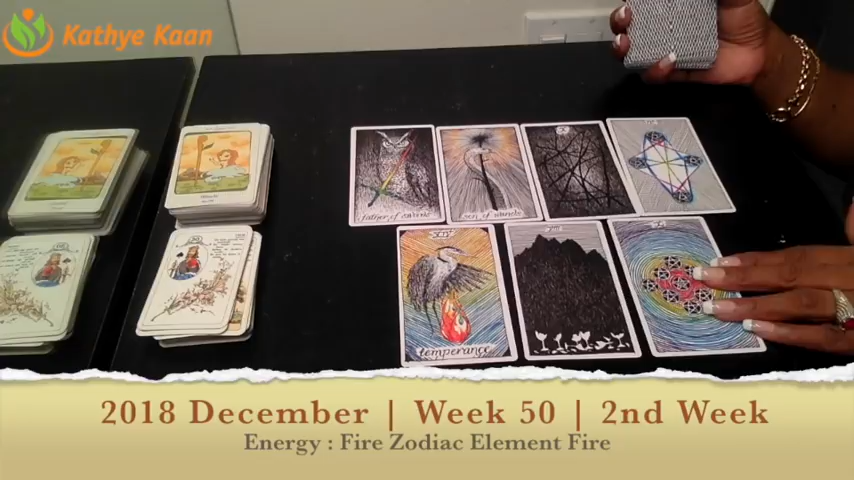 Kathye Kaan
father of swords
son of wands
temperance
2018 December | Week 50 | 2nd Week
Energy : Fire Zodiac Element Fire